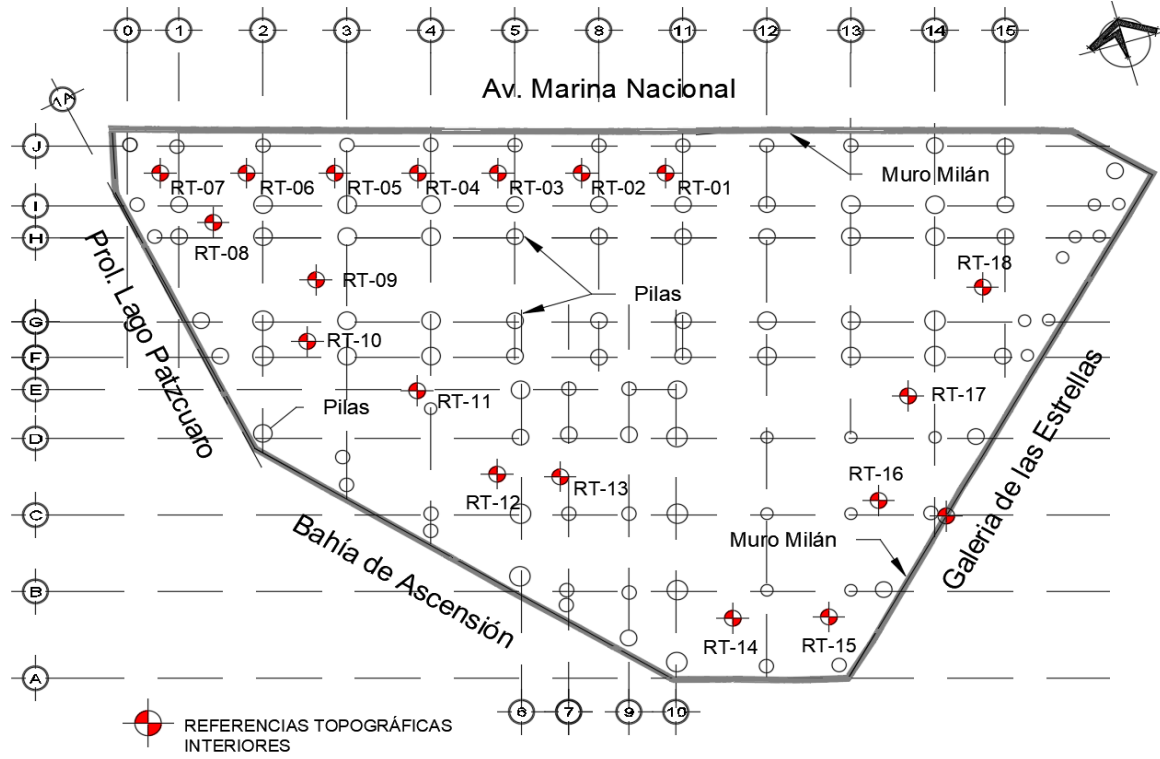 0 1 2 3 4 5 8 11 12 13 14 15
1A
Av. Marina Nacional
J
Muro Milán
RT-07 RT-06 RT-05 RT-04 RT-03 RT-02 RT-01
I
H
RT-08
RT-18
RT-09
Prol. Lago Patzcuaro
Pilas
G
RT-10
F
E
RT-11
RT-17
Pilas
Galeria de las Estrellas
D
RT-12
RT-13
RT-16
C
Bahía de Ascensión
Muro Milán
B
RT-14
RT-15
A
6 7 9 10
REFERENCIAS TOPOGRÁFICAS
INTERIORES